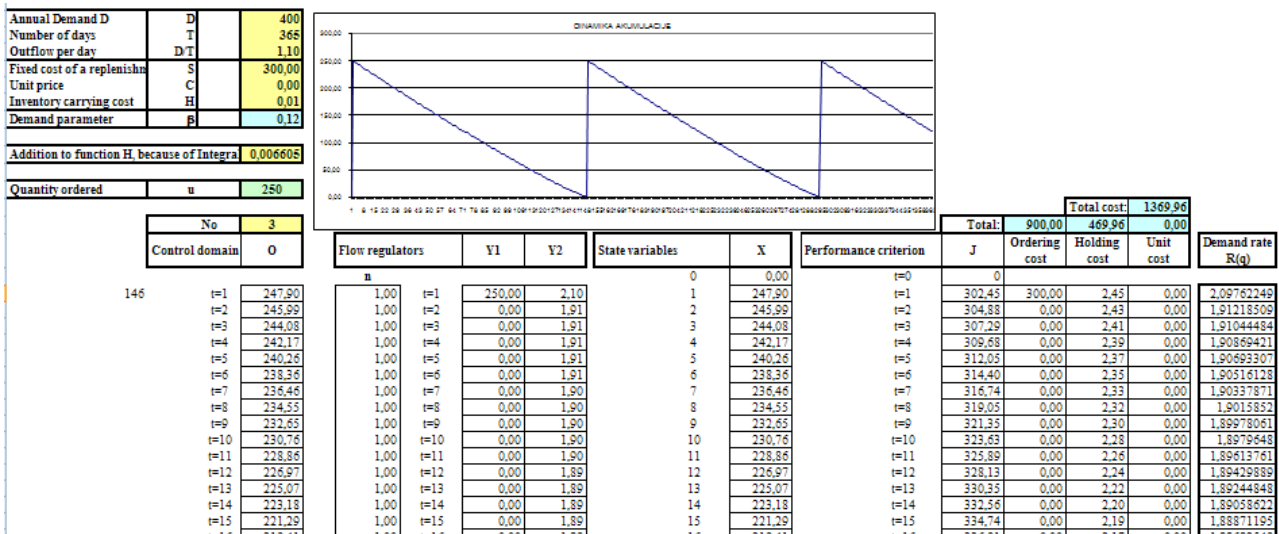 Annual Demand D D 400
Number of days T 365
Outflow per day D/T 1,10
Fixed cost of a replenishm S 300,00
Unit price C 0,00
Inventory carrying cost H 0,01
Demand parameter β 0,12
Addition to function H, because of Integra 0,006605
Quantity ordered u 250
DINAMIKA AKUMULACIJE
300,00
250,00
200,00
150,00
100,00
50,00
0,00
Total cost: 1369,96
No 3 Total: 900,00 469,96 0,00
Control domain O Flow regulators Y1 Y2 State variables X Performance criterion J Ordering cost Holding cost Unit cost Demand rate R(q)
n 0 0,00 t=0 0
146 t=1 247,90 1,00 t=1 250,00 2,10 1 247,90 t=1 302,45 300,00 2,45 0,00 2,09762249
t=2 245,99 1,00 t=2 0,00 1,91 2 245,99 t=2 304,88 0,00 2,43 0,00 1,91218509
t=3 244,08 1,00 t=3 0,00 1,91 3 244,08 t=3 307,29 0,00 2,41 0,00 1,91044484
t=4 242,17 1,00 t=4 0,00 1,91 4 242,17 t=4 309,68 0,00 2,39 0,00 1,90869421
t=5 240,26 1,00 t=5 0,00 1,91 5 240,26 t=5 312,05 0,00 2,37 0,00 1,90693307
t=6 238,36 1,00 t=6 0,00 1,91 6 238,36 t=6 314,40 0,00 2,35 0,00 1,90516128
t=7 236,46 1,00 t=7 0,00 1,90 7 236,46 t=7 316,74 0,00 2,33 0,00 1,90337871
t=8 234,55 1,00 t=8 0,00 1,90 8 234,55 t=8 319,05 0,00 2,32 0,00 1,9015852
t=9 232,65 1,00 t=9 0,00 1,90 9 232,65 t=9 321,35 0,00 2,30 0,00 1,89978061
t=10 230,76 1,00 t=10 0,00 1,90 10 230,76 t=10 323,63 0,00 2,28 0,00 1,8979648
t=11 228,86 1,00 t=11 0,00 1,90 11 228,86 t=11 325,89 0,00 2,26 0,00 1,89613761
t=12 226,97 1,00 t=12 0,00 1,89 12 226,97 t=12 328,13 0,00 2,24 0,00 1,89429889
t=13 225,07 1,00 t=13 0,00 1,89 13 225,07 t=13 330,35 0,00 2,22 0,00 1,89244848
t=14 223,18 1,00 t=14 0,00 1,89 14 223,18 t=14 332,56 0,00 2,20 0,00 1,89058622
t=15 221,29 1,00 t=15 0,00 1,89 15 221,29 t=15 334,74 0,00 2,19 0,00 1,88871195